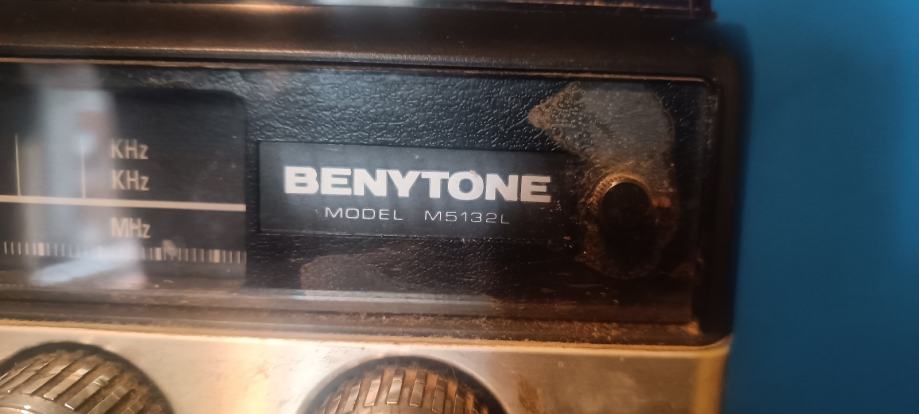 KHz
KHz
MHz
BENYTONE
MODEL M5132L